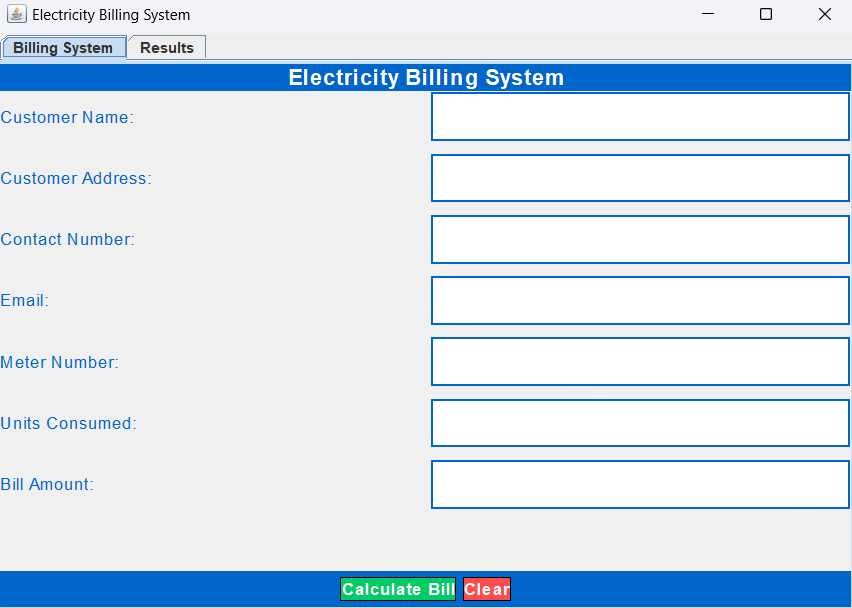 Electricity Billing System
Billing System Results
Electricity Billing System
Customer Name:
Customer Address:
Contact Number:
Email:
Meter Number:
Units Consumed:
Bill Amount:
Calculate Bill Clear